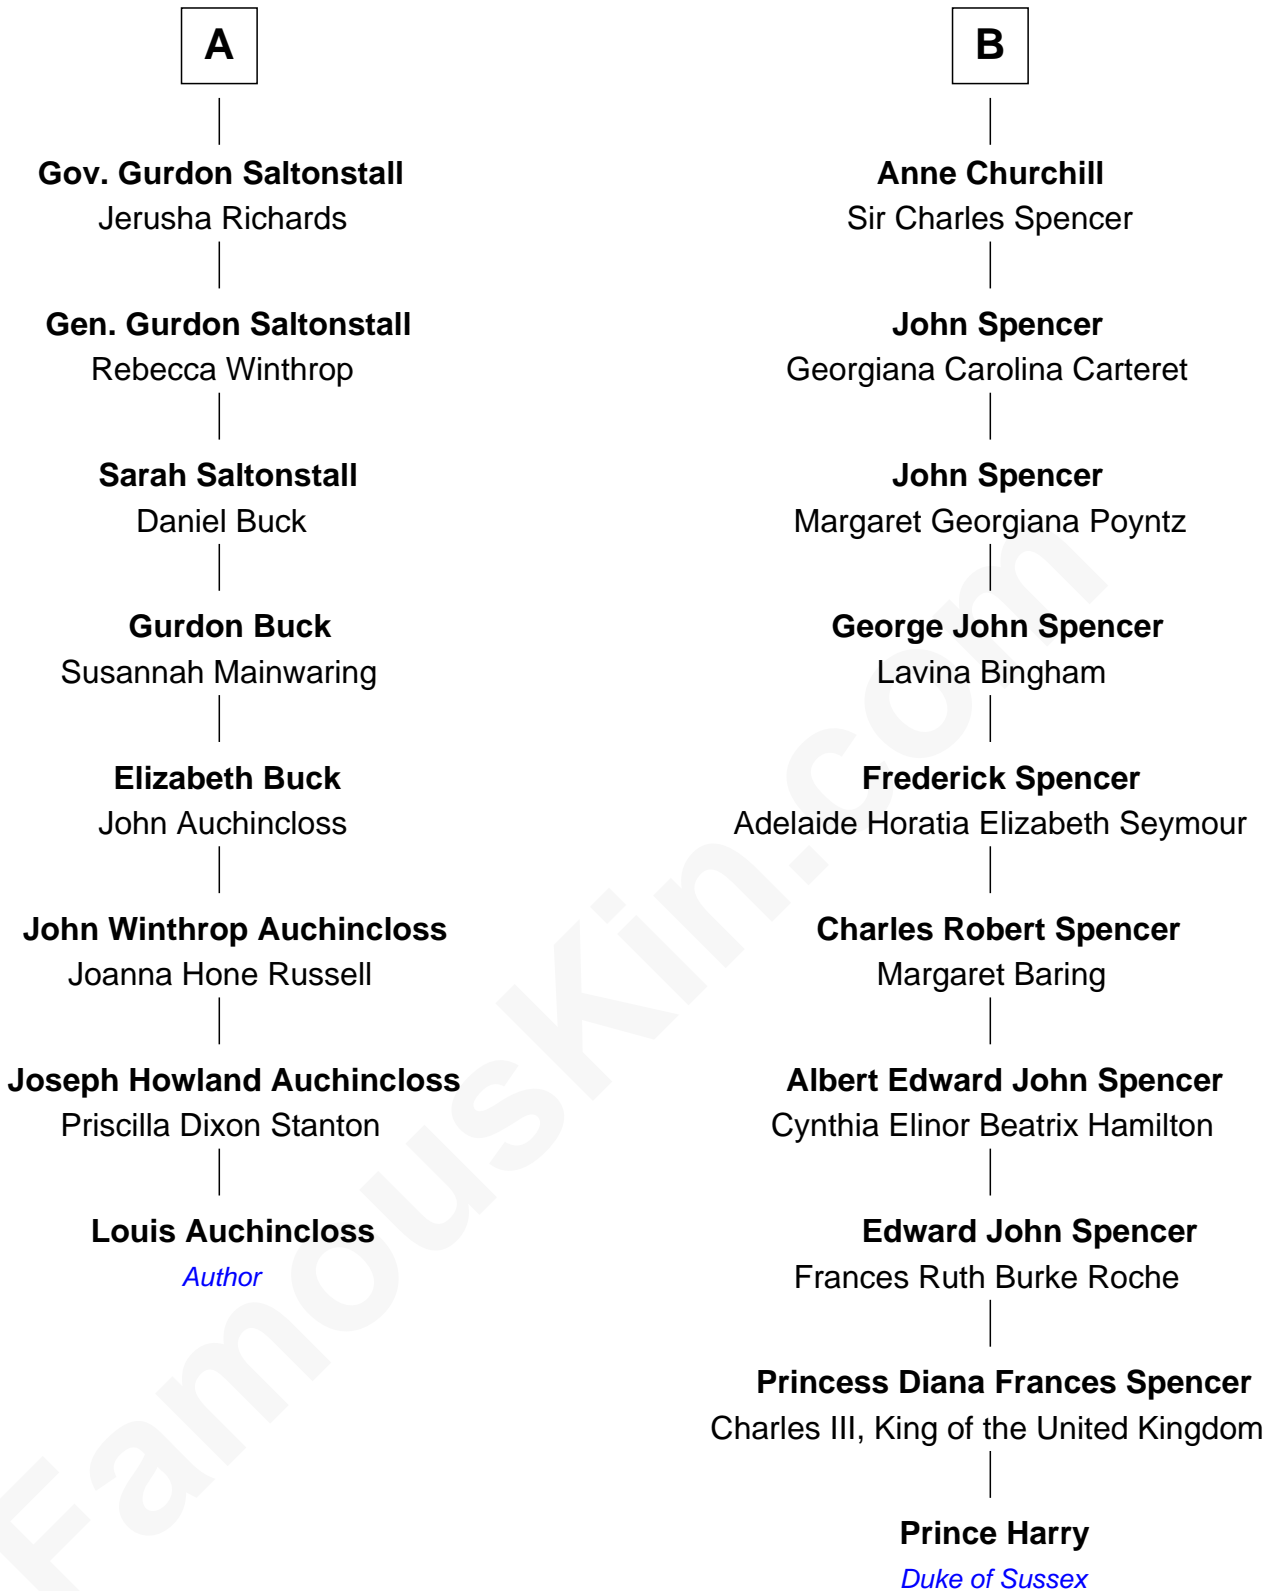 A
Gov. Gurdon Saltonstall
Jerusha Richards
Gen. Gurdon Saltonstall
Rebecca Winthrop
Sarah Saltonstall
Daniel Buck
Gurdon Buck
Susannah Mainwaring
Elizabeth Buck
John Auchincloss
John Winthrop Auchincloss
Joanna Hone Russell
Joseph Howland Auchincloss
Priscilla Dixon Stanton
Louis Auchincloss
Author
B
Anne Churchill
Sir Charles Spencer
John Spencer
Georgiana Carolina Carteret
John Spencer
Margaret Georgiana Poyntz
George John Spencer
Lavina Bingham
Frederick Spencer
Adelaide Horatia Elizabeth Seymour
Charles Robert Spencer
Margaret Baring
Albert Edward John Spencer
Cynthia Elinor Beatrix Hamilton
Edward John Spencer
Frances Ruth Burke Roche
Princess Diana Frances Spencer
Charles III, King of the United Kingdom
Prince Harry
Duke of Sussex
FamousKin.com